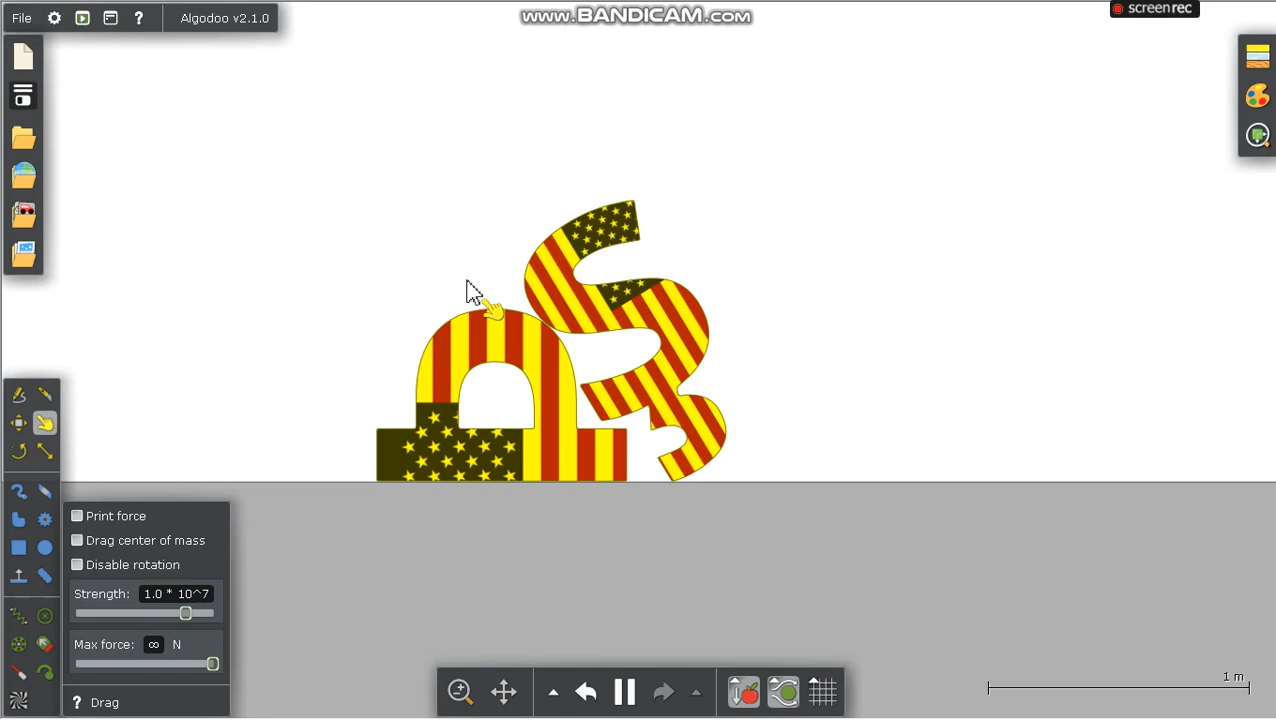 www.BANDICAM.com
screenrec
File
?
Algodoo v2.1.0
Print force
Drag center of mass
Disable rotation
Strength: 1.0 * 10^7
Max force: ∞ N
? Drag
1 m